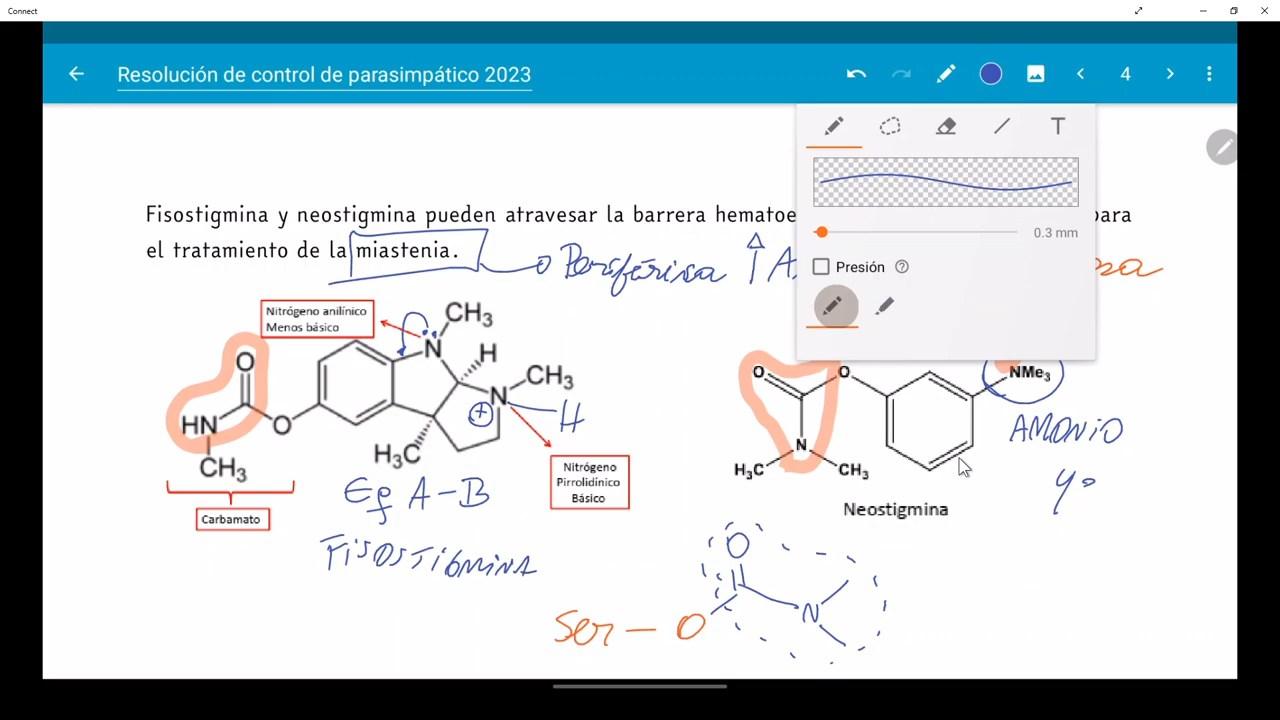 Connect
Resolución de control de parasimpático 2023
4
T
0.3 mm
Presión
Fisostigmina y neostigmina pueden atravesar la barrera hematoe
para
el tratamiento de la miastenia.
Periférica ↑ A
Nitrógeno anilínico
Menos básico
CH3
N
H
O
N
CH3
+
H
HN
O
CH3
H3C
Carbamato
Nitrógeno
Pirrolidínico
Básico
Eq A-B
FISOSTIGMINA
O
O
NMe3
N
H3C
CH3
AMONIO
4°
Neostigmina
O
N
Ser - O